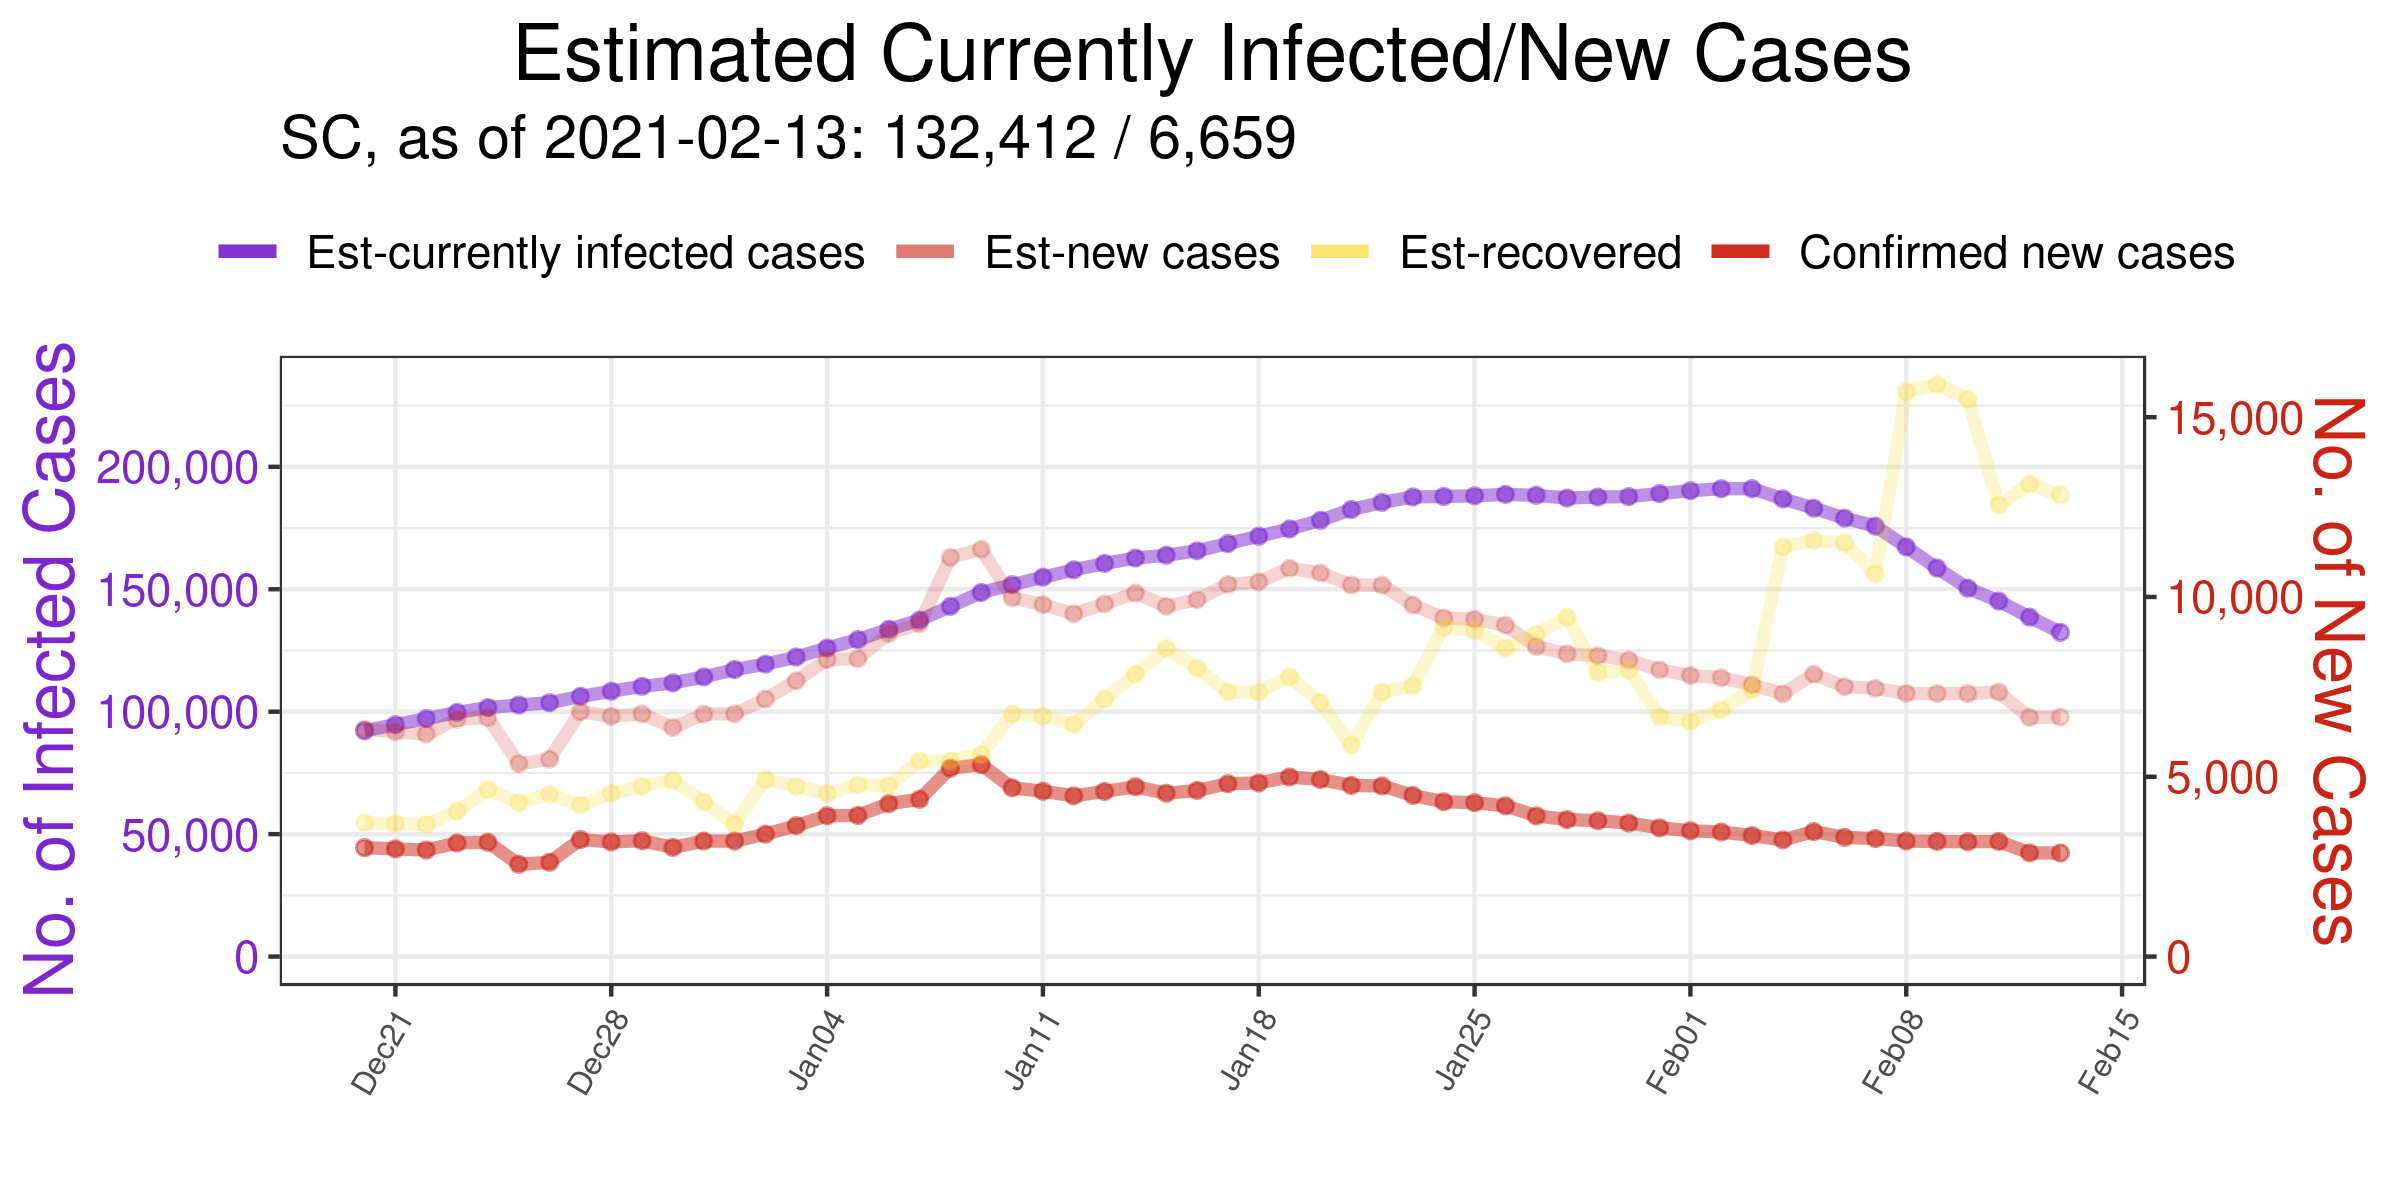 Estimated Currently Infected/New Cases
SC, as of 2021-02-13: 132,412 / 6,659
Est-currently infected cases Est-new cases Est-recovered Confirmed new cases
No. of Infected Cases
200,000
150,000
100,000
50,000
0
15,000
10,000
5,000
0
No. of New Cases
Dec21 Dec28 Jan04 Jan11 Jan18 Jan25 Feb01 Feb08 Feb15